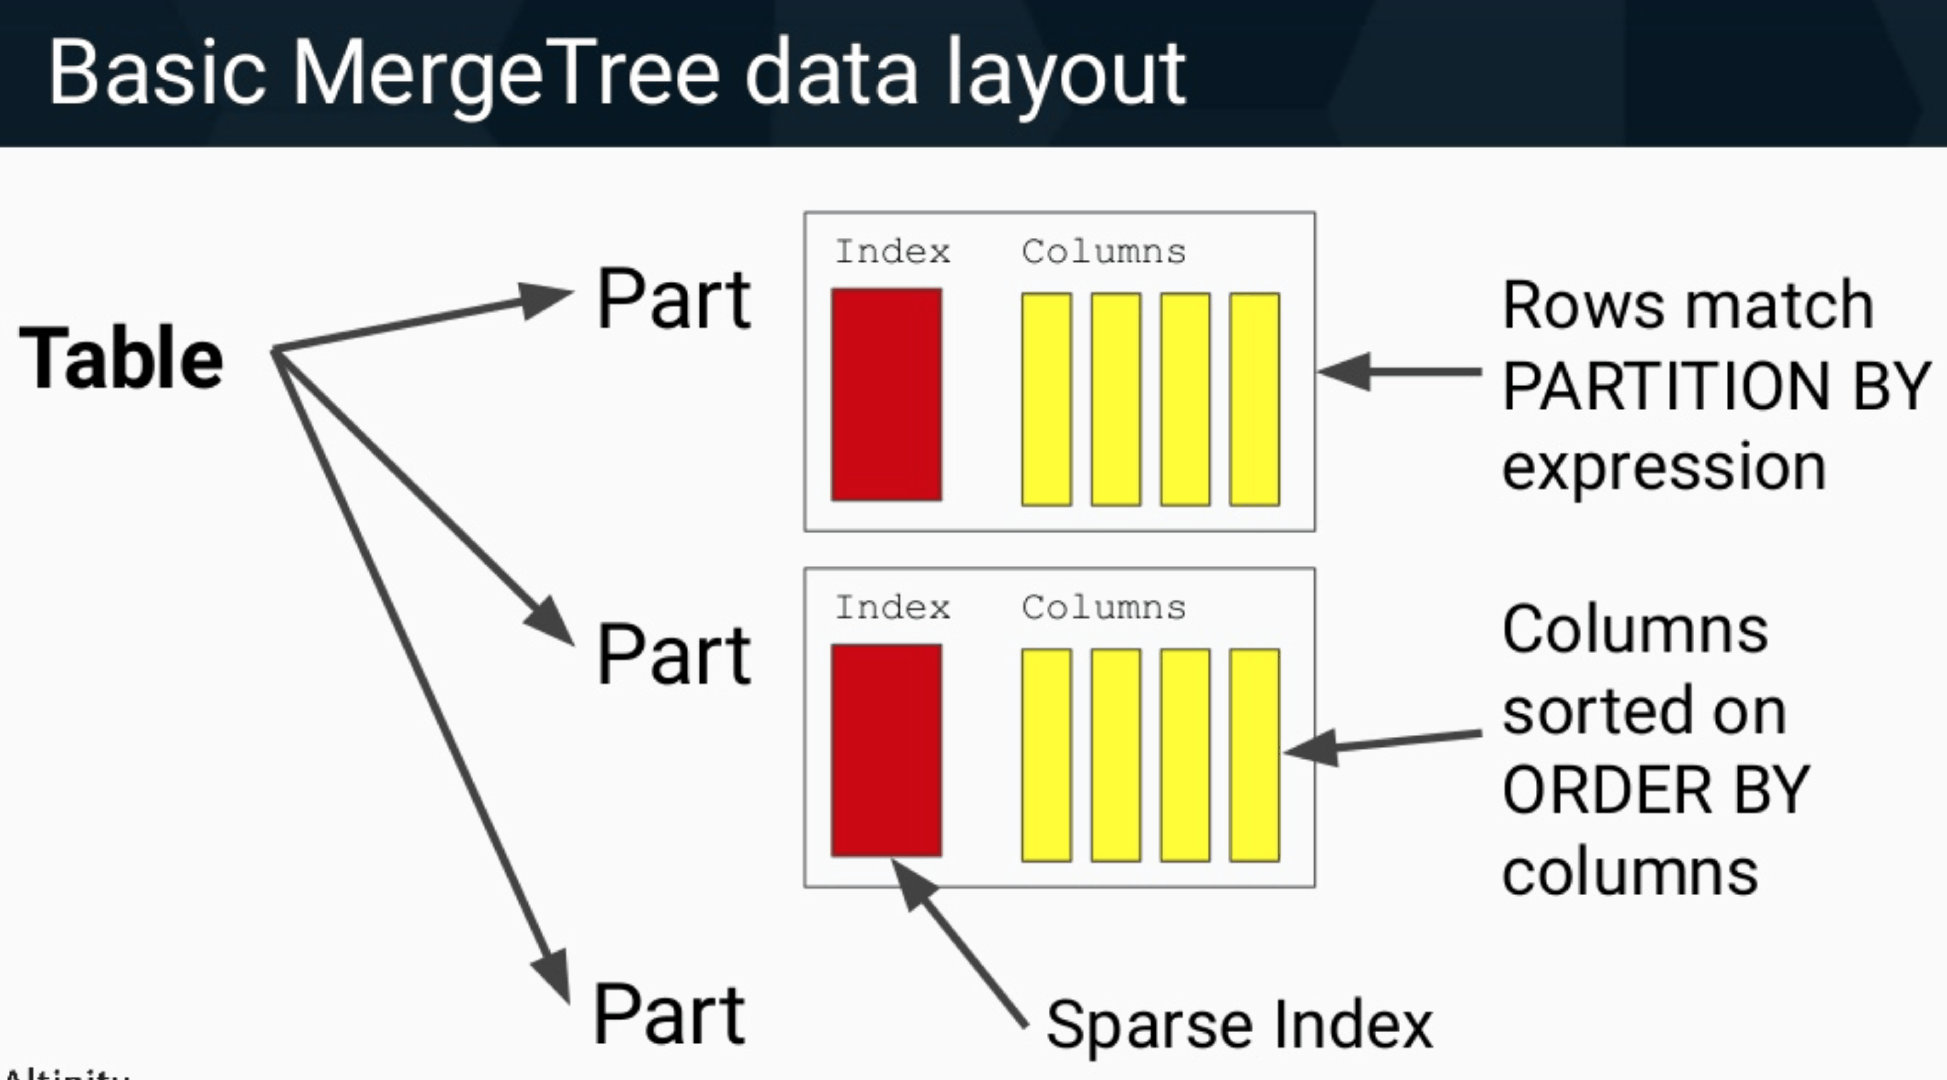 Basic MergeTree data layout
Table
Part
Index Columns
Rows match
PARTITION BY
expression
Part
Index Columns
Columns
sorted on
ORDER BY
columns
Part
Sparse Index
Altinity